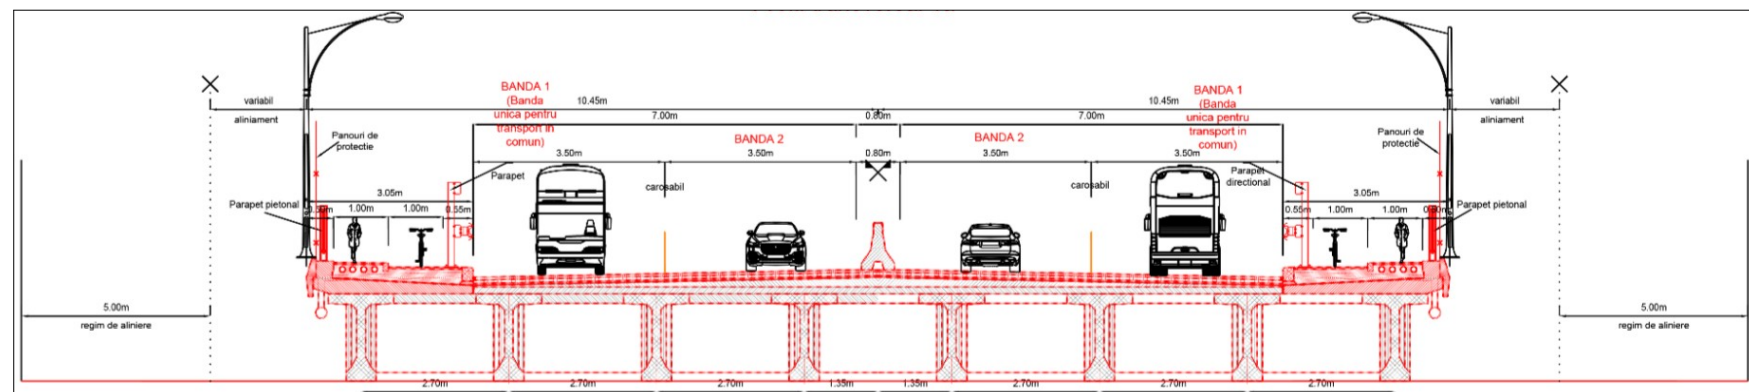 BANDA 1
(Banda
unica pentru
transport in
comun)
BANDA 1
(Banda
unica pentru
transport in
comun)
variabil
10.45m
10.45m
variabil
aliniament
7.00m
0.80m
7.00m
aliniament
Panouri de
protectie
BANDA 2
BANDA 2
Panouri de
protectie
3.50m
3.50m
0.80m
3.50m
3.50m
Parapet
Parapet
directional
carosabil
carosabil
3.05m
3.05m
Parapet pietonal
1.00m
1.00m
0.55m
0.55m
1.00m
1.00m
Parapet pietonal
5.00m
regim de aliniere
5.00m
regim de aliniere
2.70m
2.70m
2.70m
1.35m
1.35m
2.70m
2.70m
2.70m